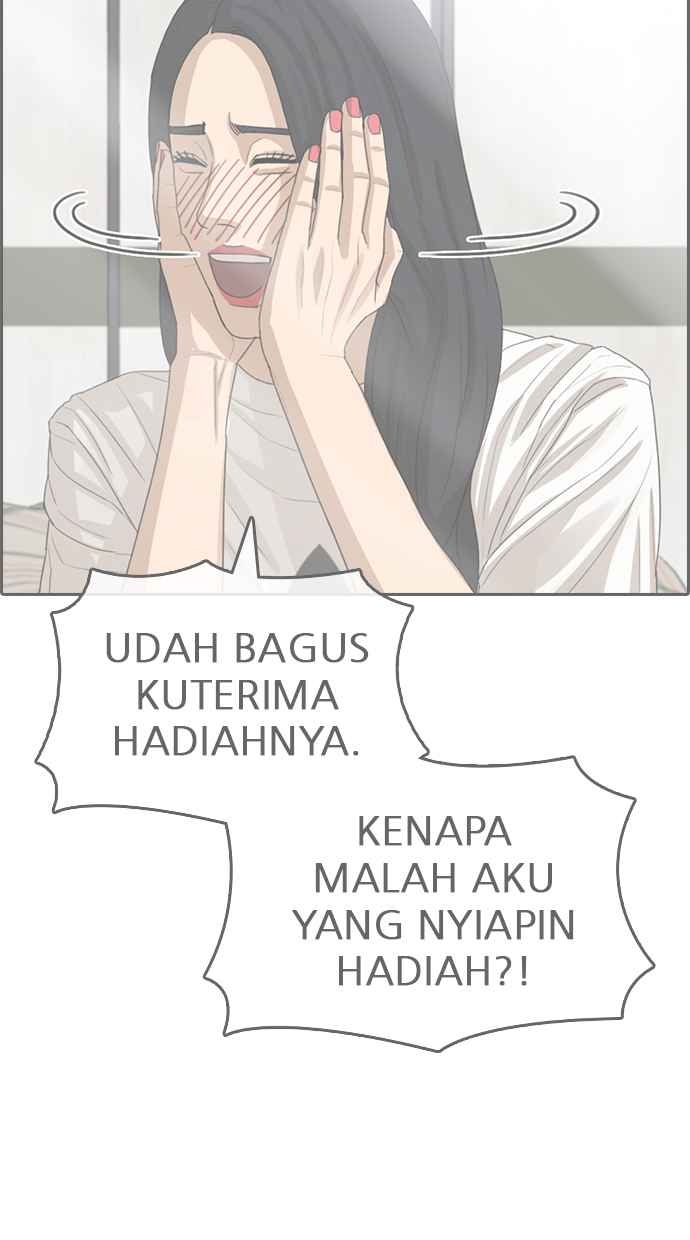 UDAH BAGUS
KUTERIMA
HADIAHNYA.
KENAPA
MALAH AKU
YANG NYIAPIN
HADIAH?!